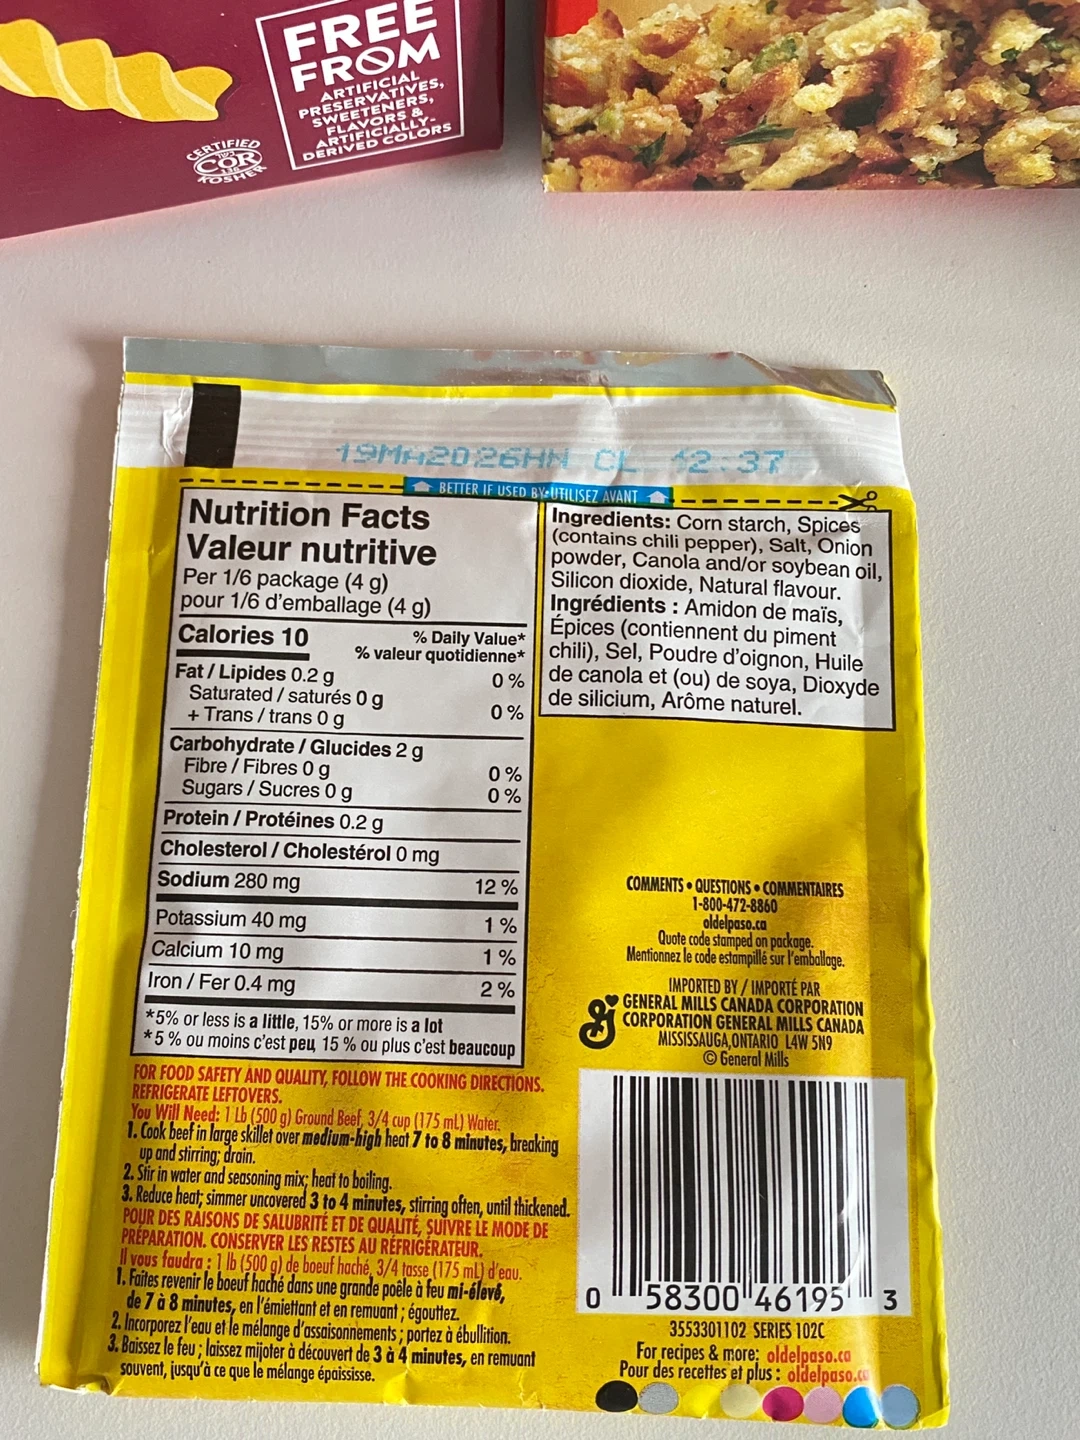 FREE
FROM
ARTIFICIAL
PRESERVATIVES,
SWEETENERS,
FLAVORS &
ARTIFICIALLY-
DERIVED COLORS
CERTIFIED
COR
KOSHER
19MA2026HN CL 12:37
BETTER IF USED BY•UTILISEZ AVANT
Nutrition Facts
Valeur nutritive
Per 1/6 package (4 g)
pour 1/6 d'emballage (4 g)
Calories 10
% Daily Value*
% valeur quotidienne*
Fat / Lipides 0.2 g 0 %
Saturated / saturés 0 g
+ Trans / trans 0 g 0 %
Carbohydrate / Glucides 2 g
Fibre / Fibres 0 g 0 %
Sugars / Sucres 0 g 0 %
Protein / Protéines 0.2 g
Cholesterol / Cholestérol 0 mg
Sodium 280 mg 12 %
Potassium 40 mg 1 %
Calcium 10 mg 1 %
Iron / Fer 0.4 mg 2 %
*5% or less is a little, 15% or more is a lot
*5 % ou moins c'est peu, 15 % ou plus c'est beaucoup
Ingredients: Corn starch, Spices
(contains chili pepper), Salt, Onion
powder, Canola and/or soybean oil,
Silicon dioxide, Natural flavour.
Ingrédients : Amidon de maïs,
Épices (contiennent du piment
chili), Sel, Poudre d'oignon, Huile
de canola et (ou) de soya, Dioxyde
de silicium, Arôme naturel.
COMMENTS • QUESTIONS • COMMENTAIRES
1-800-472-8860
oldelpaso.ca
Quote code stamped on package.
Mentionnez le code estampillé sur l'emballage.
IMPORTED BY / IMPORTÉ PAR
GENERAL MILLS CANADA CORPORATION
CORPORATION GENERAL MILLS CANADA
MISSISSAUGA, ONTARIO L4W 5N9
© General Mills
FOR FOOD SAFETY AND QUALITY, FOLLOW THE COOKING DIRECTIONS.
REFRIGERATE LEFTOVERS.
You Will Need: 1 Lb (500 g) Ground Beef, 3/4 cup (175 mL) Water.
1. Cook beef in large skillet over medium-high heat 7 to 8 minutes, breaking
up and stirring; drain.
2. Stir in water and seasoning mix; heat to boiling.
3. Reduce heat; simmer uncovered 3 to 4 minutes, stirring often, until thickened.
POUR DES RAISONS DE SALUBRITÉ ET DE QUALITÉ, SUIVRE LE MODE DE
PRÉPARATION. CONSERVER LES RESTES AU RÉFRIGÉRATEUR.
Il vous faudra : 1 lb (500 g) de boeuf haché, 3/4 tasse (175 mL) d'eau.
1. Faites revenir le boeuf haché dans une grande poêle à feu mi-élevé,
de 7 à 8 minutes, en l'émiettant et en remuant ; égouttez.
2. Incorporez l'eau et le mélange d'assaisonnements ; portez à ébullition.
3. Baissez le feu ; laissez mijoter à découvert de 3 à 4 minutes, en remuant
souvent, jusqu'à ce que le mélange épaississe.
0 58300 46195 3
3553301102 SERIES 102C
For recipes & more: oldelpaso.ca
Pour des recettes et plus : oldelpaso.ca